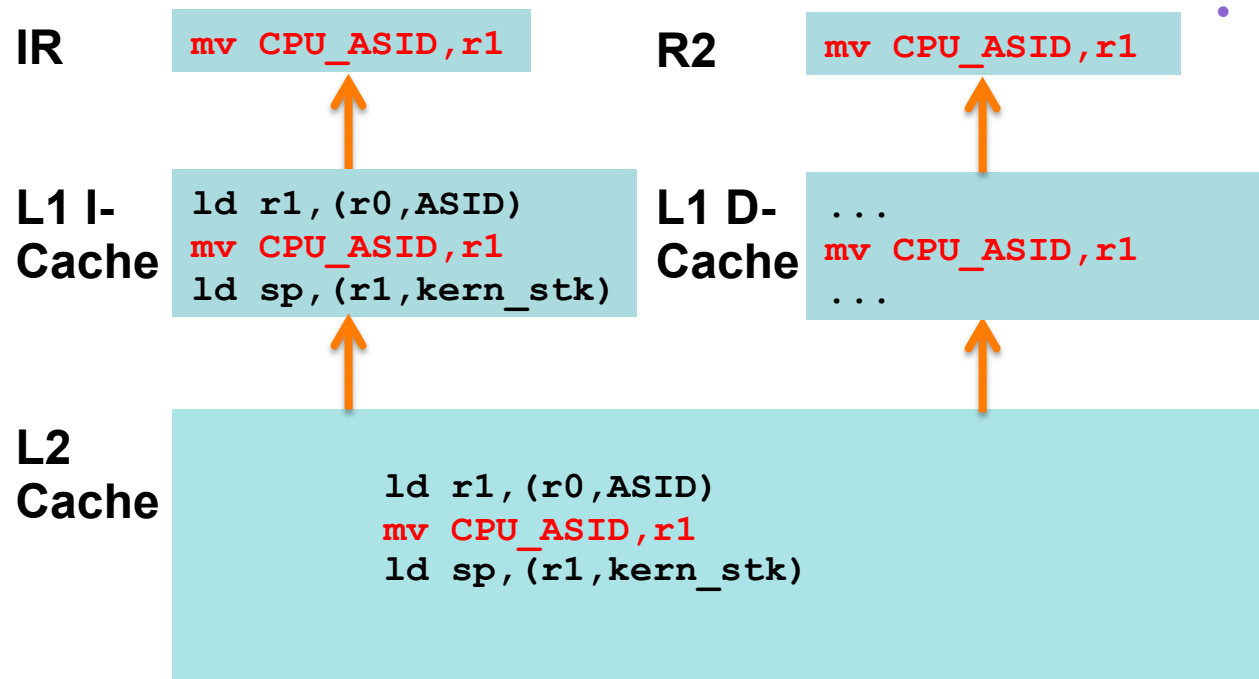 IR
mv CPU_ASID,r1
R2
mv CPU_ASID,r1
L1 I-
Cache
ld r1,(r0,ASID)
mv CPU_ASID,r1
ld sp,(r1,kern_stk)
L1 D-
Cache
...
mv CPU_ASID,r1
...
L2
Cache
ld r1,(r0,ASID)
mv CPU_ASID,r1
ld sp,(r1,kern_stk)